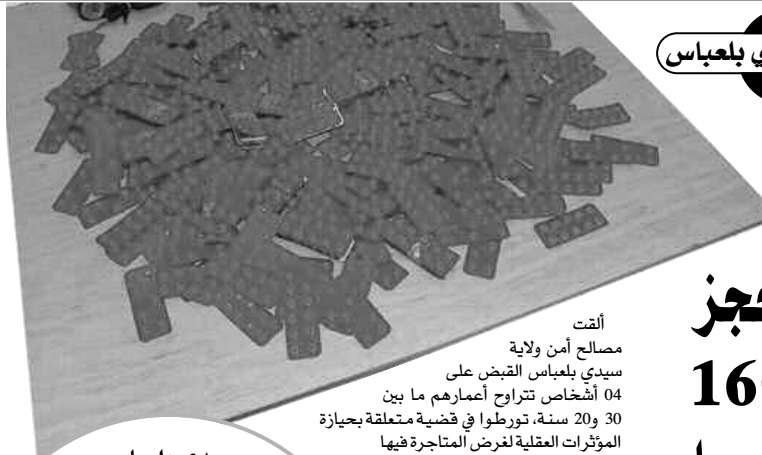 بلعباس
16
ألقت
مصالح أمن ولاية
سيدي بلعباس القبض على
04 أشخاص تتراوح أعمارهم ما بين
30 و20 سنة، تورطوا في قضية متعلقة بحيازة
المؤثرات العقلية لغرض المتاجرة فيها